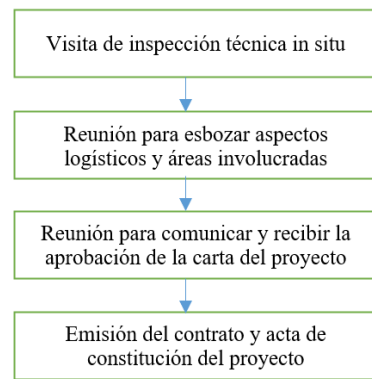 Visita de inspección técnica in situ
Reunión para esbozar aspectos
logísticos y áreas involucradas
Reunión para comunicar y recibir la
aprobación de la carta del proyecto
Emisión del contrato y acta de
constitución del proyecto